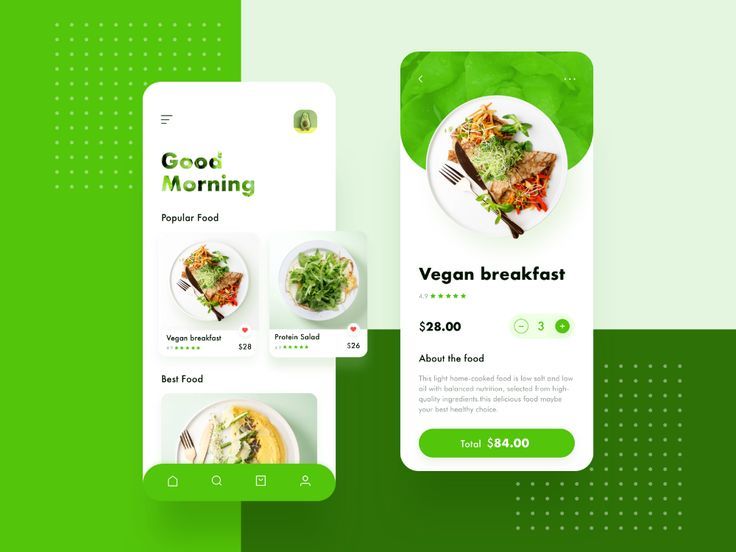 Good
Morning
Popular Food
Vegan breakfast
4.9
$28
Protein Salad
4.9
$26
Best Food
Vegan breakfast
4.9
$28.00
3
About the food
This light home-cooked food is low salt and low
oil with balanced nutrition, selected from high-
quality ingredients.this delicious food maybe
your best healthy choice.
Total $84.00